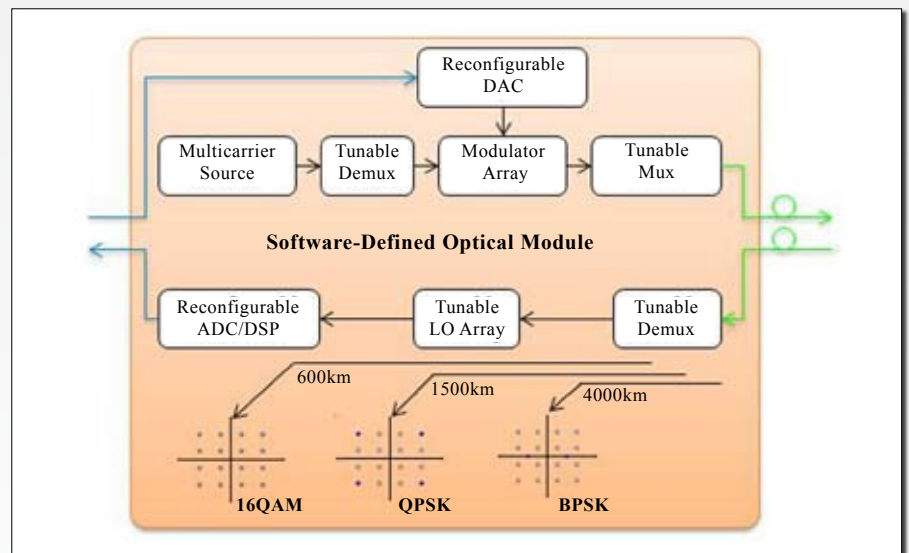 Reconfigurable
DAC
Multicarrier
Source
Tunable
Demux
Modulator
Array
Tunable
Mux
Software-Defined Optical Module
Reconfigurable
ADC/DSP
Tunable
LO Array
Tunable
Demux
600km
1500km
4000km
16QAM
QPSK
BPSK